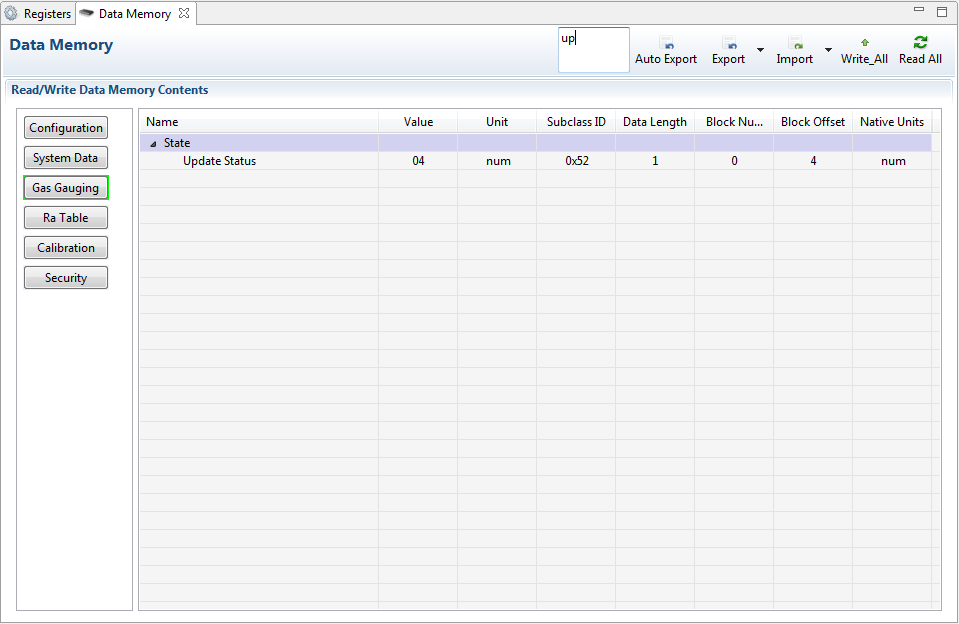 Registers Data Memory
Data Memory
up
Auto Export Export Import Write_All Read All
Read/Write Data Memory Contents
Configuration
System Data
Gas Gauging
Ra Table
Calibration
Security
Name Value Unit Subclass ID Data Length Block Nu... Block Offset Native Units
State
Update Status 04 num 0x52 1 0 4 num